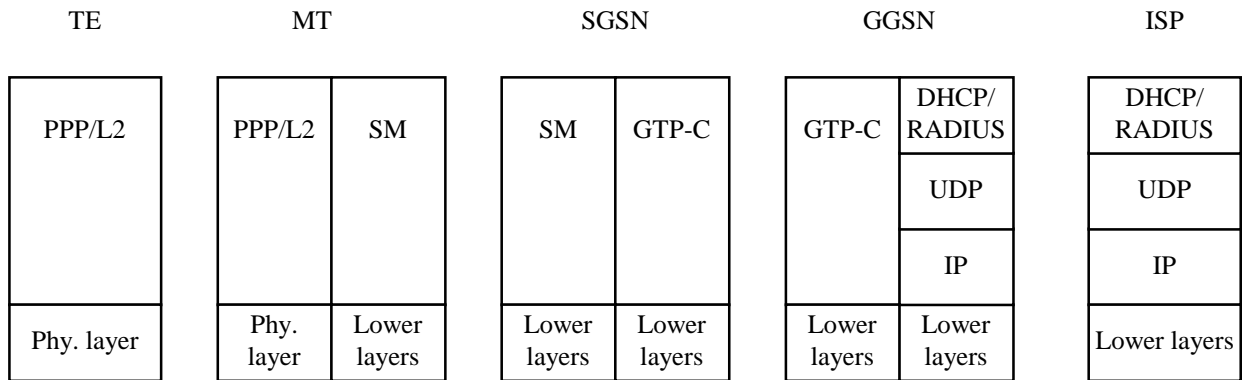 TE
MT
SGSN
GGSN
ISP
PPP/L2
PPP/L2
SM
SM
GTP-C
GTP-C
DHCP/
RADIUS
DHCP/
RADIUS
UDP
UDP
IP
IP
Phy. layer
Phy.
layer
Lower
layers
Lower
layers
Lower
layers
Lower
layers
Lower
layers
Lower layers